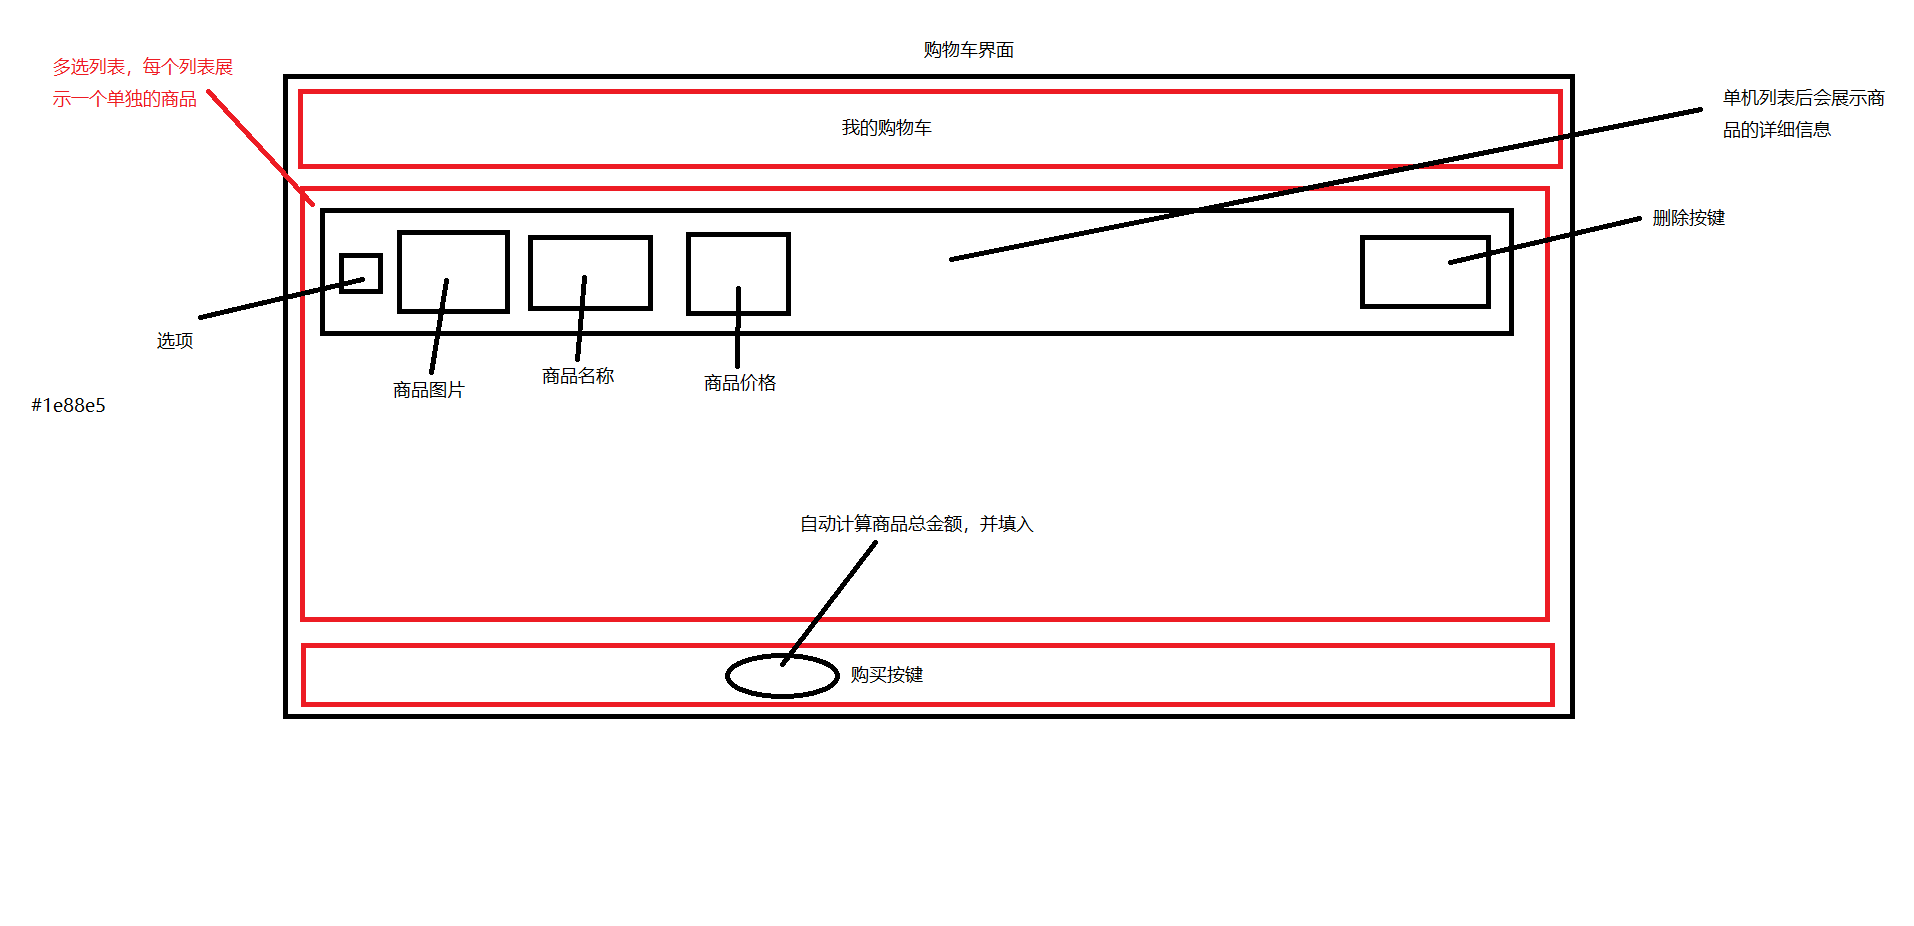 购物车界面
多选列表，每个列表展
示一个单独的商品
我的购物车
单机列表后会展示商
品的详细信息
删除按键
选项
商品图片
商品名称
商品价格
#1e88e5
自动计算商品总金额，并填入
购买按键